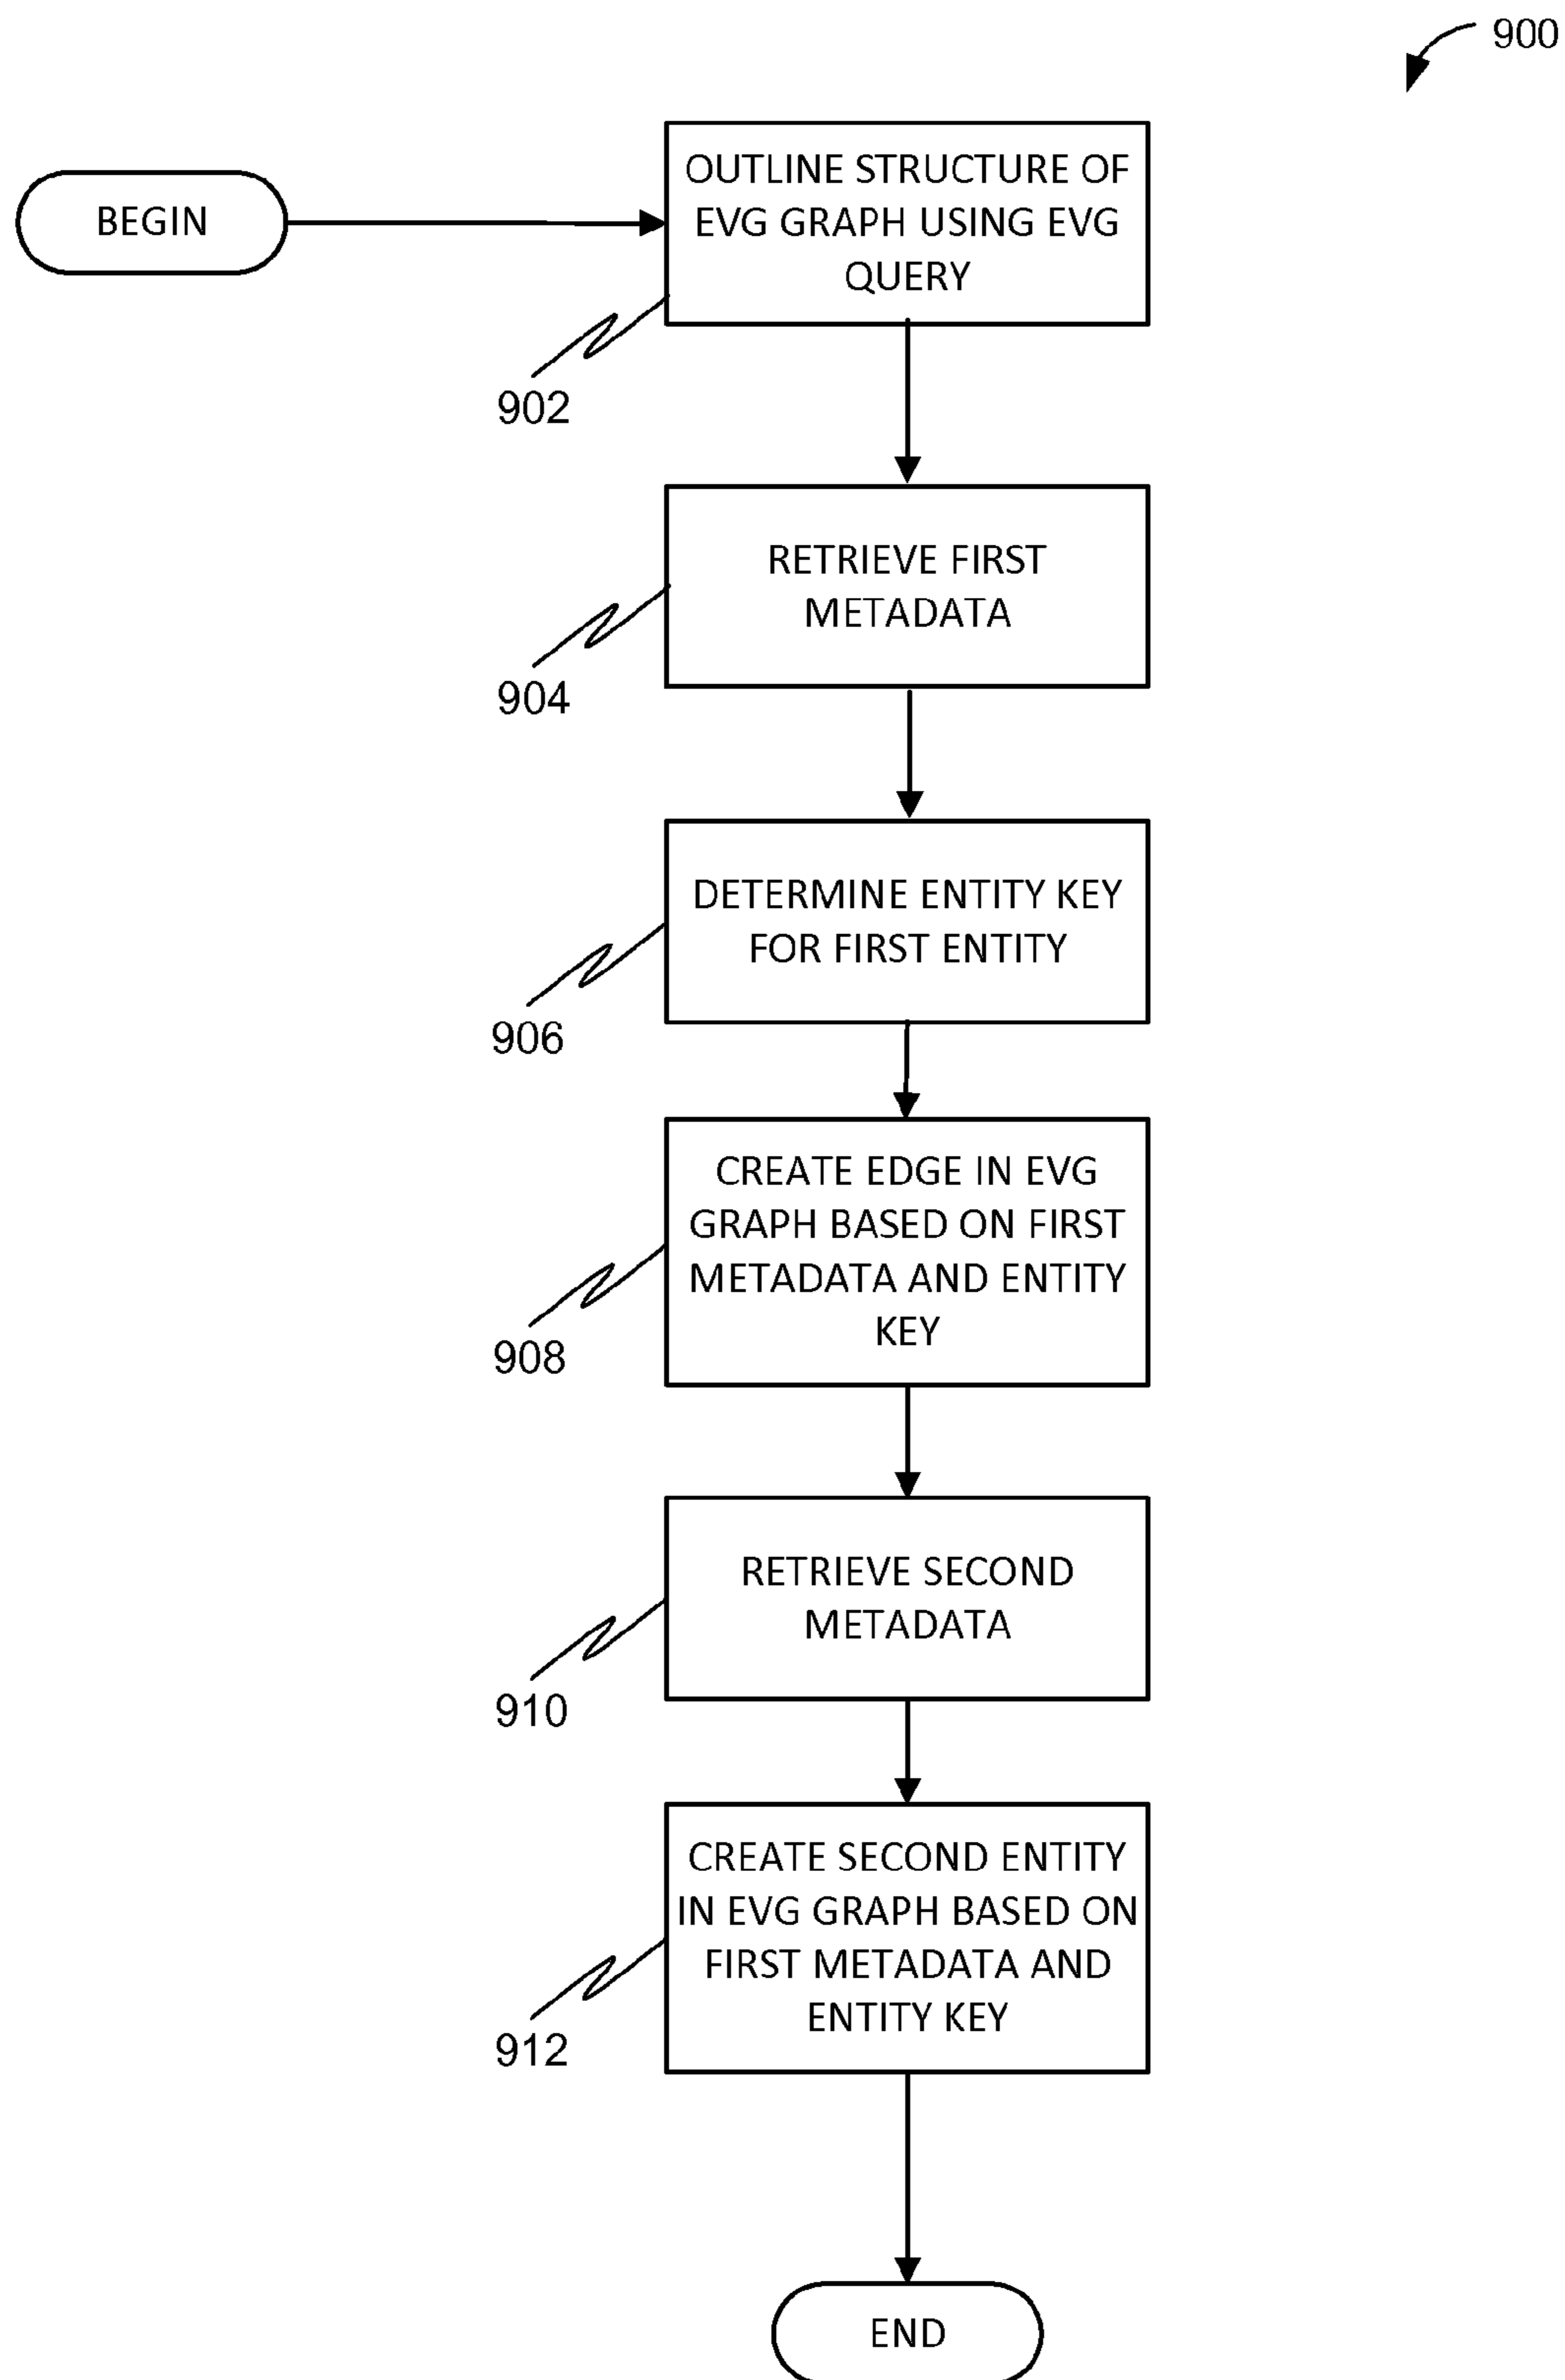 900
BEGIN
OUTLINE STRUCTURE OF
EVG GRAPH USING EVG
QUERY
902
RETRIEVE FIRST
METADATA
904
DETERMINE ENTITY KEY
FOR FIRST ENTITY
906
CREATE EDGE IN EVG
GRAPH BASED ON FIRST
METADATA AND ENTITY
KEY
908
RETRIEVE SECOND
METADATA
910
CREATE SECOND ENTITY
IN EVG GRAPH BASED ON
FIRST METADATA AND
ENTITY KEY
912
END